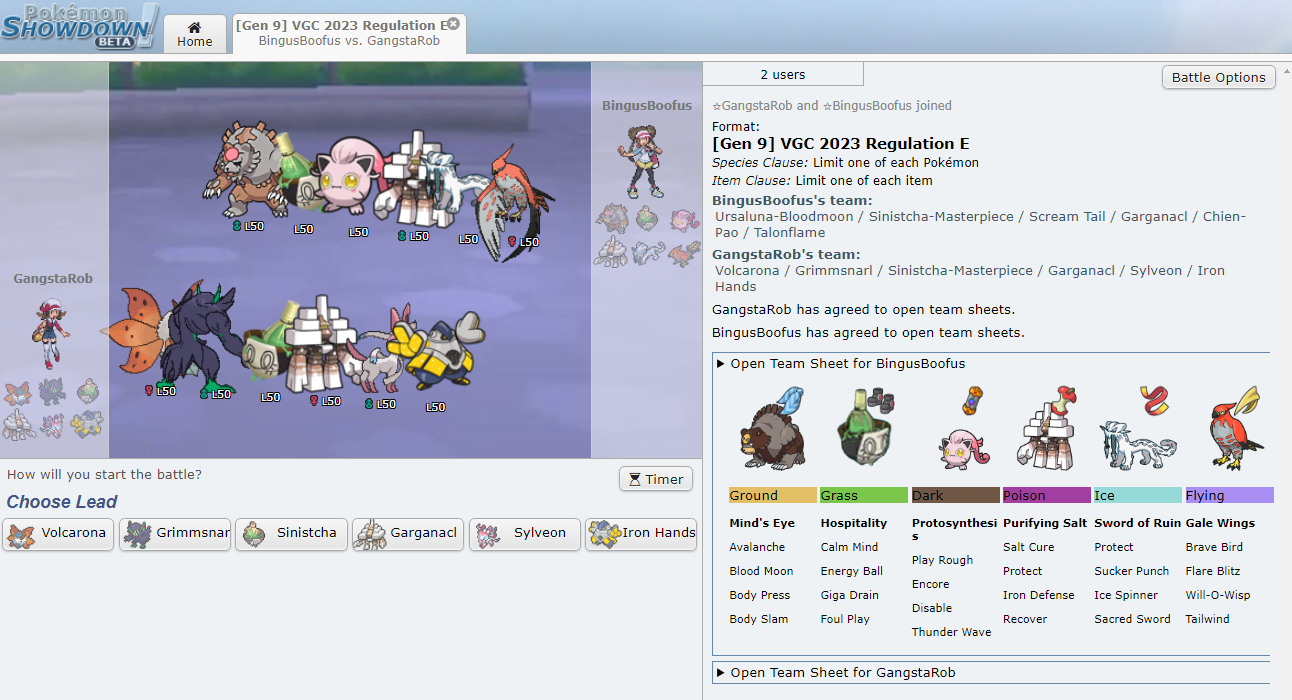 Pokémon
SHOWDOWN!
BETA
Home
[Gen 9] VGC 2023 Regulation E
BingusBoofus vs. GangstaRob
BingusBoofus
L50
L50
L50
L50
L50
L50
GangstaRob
L50
L50
L50
L50
L50
L50
How will you start the battle?
Timer
Choose Lead
Volcarona
Grimmsnar
Sinistcha
Garganacl
Sylveon
Iron Hands
2 users
Battle Options
☆GangstaRob and ☆BingusBoofus joined
Format:
[Gen 9] VGC 2023 Regulation E
Species Clause: Limit one of each Pokémon
Item Clause: Limit one of each item
BingusBoofus's team:
Ursaluna-Bloodmoon / Sinistcha-Masterpiece / Scream Tail / Garganacl / Chien-
Pao / Talonflame
GangstaRob's team:
Volcarona / Grimmsnarl / Sinistcha-Masterpiece / Garganacl / Sylveon / Iron
Hands
GangstaRob has agreed to open team sheets.
BingusBoofus has agreed to open team sheets.
Open Team Sheet for BingusBoofus
Ground
Mind's Eye
Avalanche
Blood Moon
Body Press
Body Slam
Grass
Hospitality
Calm Mind
Energy Ball
Giga Drain
Foul Play
Dark
Protosynthesi
s
Play Rough
Encore
Disable
Thunder Wave
Poison
Purifying Salt
Salt Cure
Protect
Iron Defense
Recover
Ice
Sword of Ruin
Protect
Sucker Punch
Ice Spinner
Sacred Sword
Flying
Gale Wings
Brave Bird
Flare Blitz
Will-O-Wisp
Tailwind
Open Team Sheet for GangstaRob